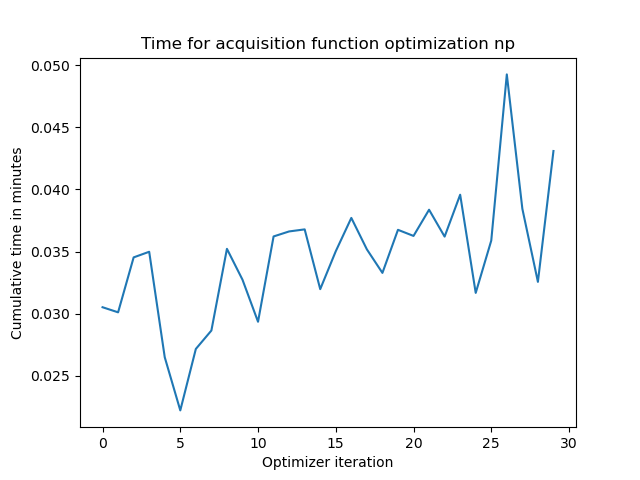 Time for acquisition function optimization np
Cumulative time in minutes
0.050
0.045
0.040
0.035
0.030
0.025
0 5 10 15 20 25 30
Optimizer iteration